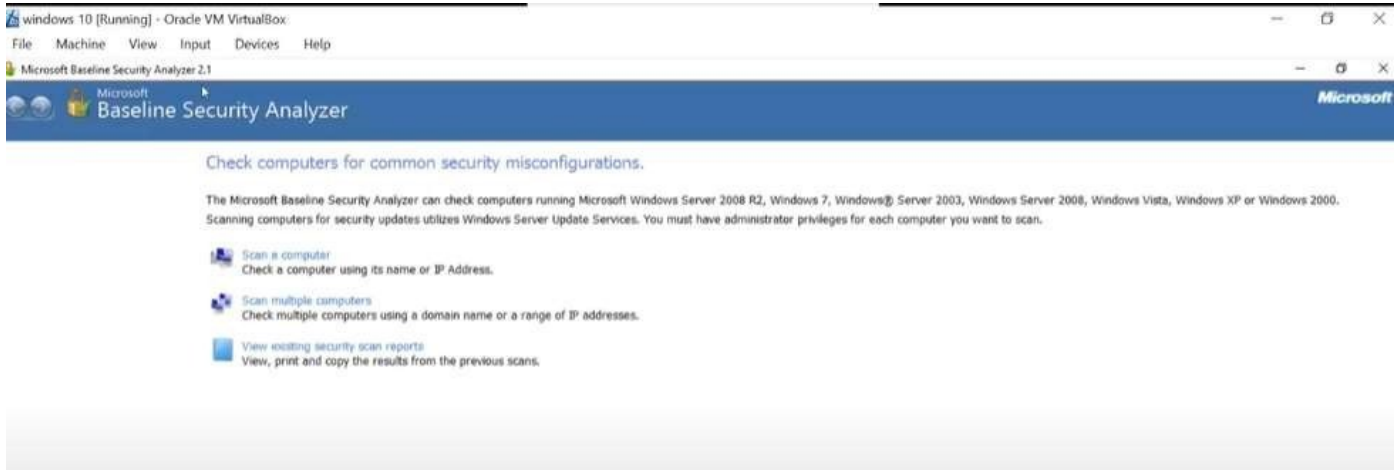 windows 10 [Running] - Oracle VM VirtualBox
File Machine View Input Devices Help
Microsoft Baseline Security Analyzer 2.1
Microsoft
Baseline Security Analyzer
Microsoft
Check computers for common security misconfigurations.
The Microsoft Baseline Security Analyzer can check computers running Microsoft Windows Server 2008 R2, Windows 7, Windows® Server 2003, Windows Server 2008, Windows Vista, Windows XP or Windows 2000.
Scanning computers for security updates utilizes Windows Server Update Services. You must have administrator privileges for each computer you want to scan.
Scan a computer
Check a computer using its name or IP Address.
Scan multiple computers
Check multiple computers using a domain name or a range of IP addresses.
View existing security scan reports
View, print and copy the results from the previous scans.